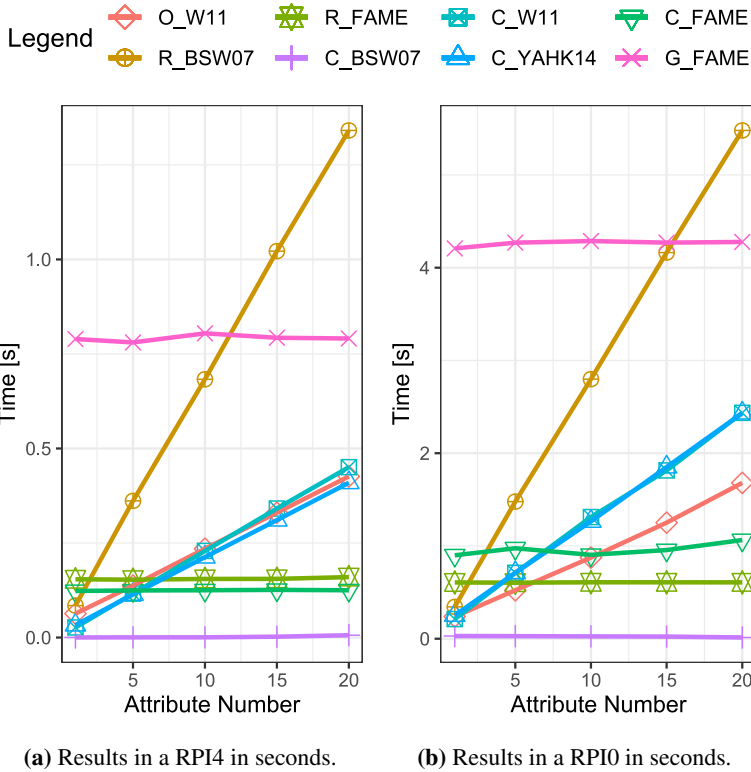 Legend
O_W11 R_FAME C_W11 C_FAME
R_BSW07 C_BSW07 C_YAHK14 G_FAME
Time [s]
1.0
0.5
0.0
5 10 15 20
Attribute Number
Time [s]
4
2
0
5 10 15 20
Attribute Number
(a) Results in a RPI4 in seconds. (b) Results in a RPI0 in seconds.